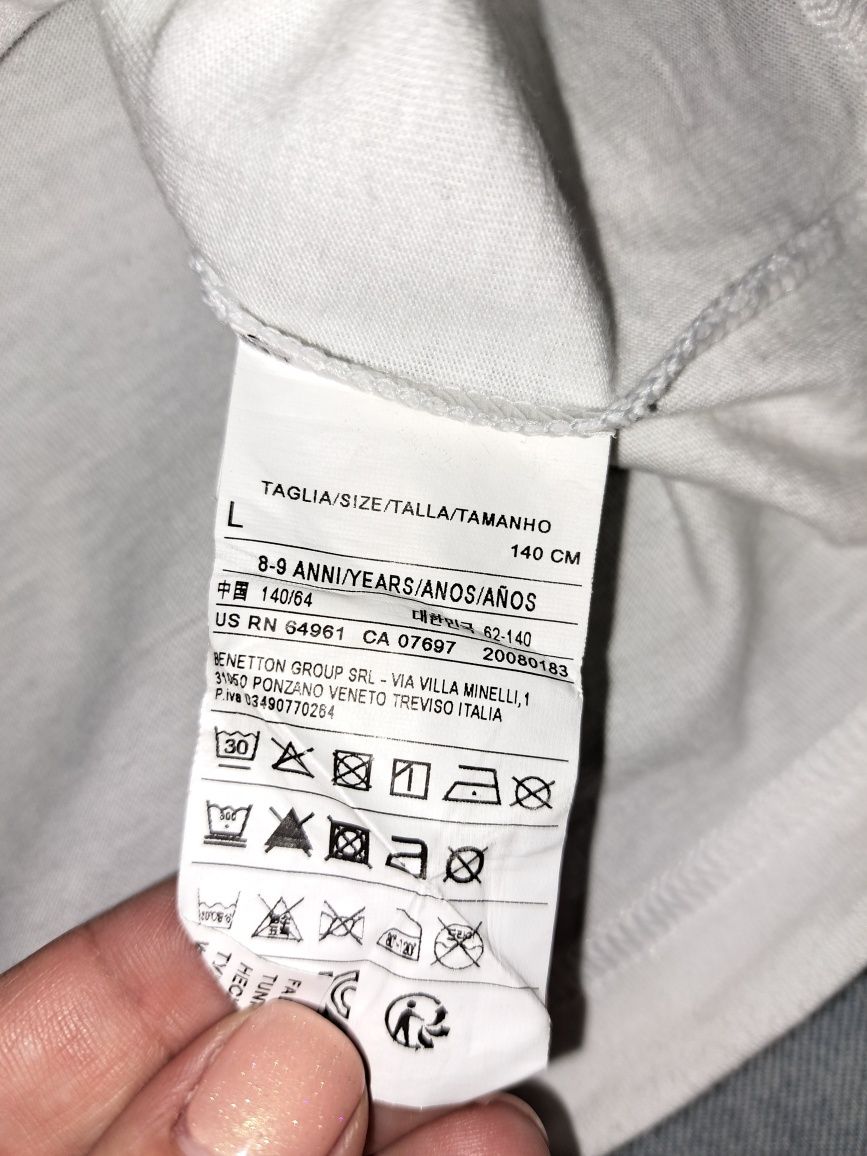 TAGLIA/SIZE/TALLA/TAMANHO
L
140 CM
8-9 ANNI/YEARS/ANOS/AÑOS
中国 140/64 대한민국 62-140
US RN 64961 CA 07697 20080183
BENETTON GROUP SRL - VIA VILLA MINELLI,1
31050 PONZANO VENETO TREVISO ITALIA
P.iva 03490770264
30